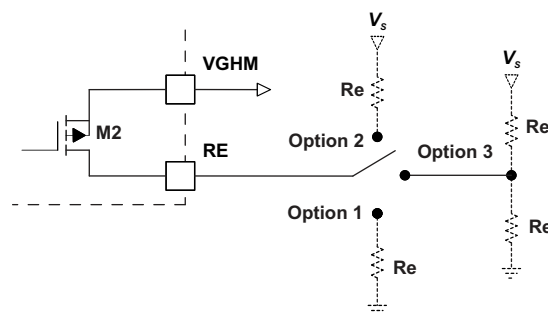 Vs
VGHM
Vs
Re
Re
M2
Option 2
RE
Option 3
Option 1
Re
Re